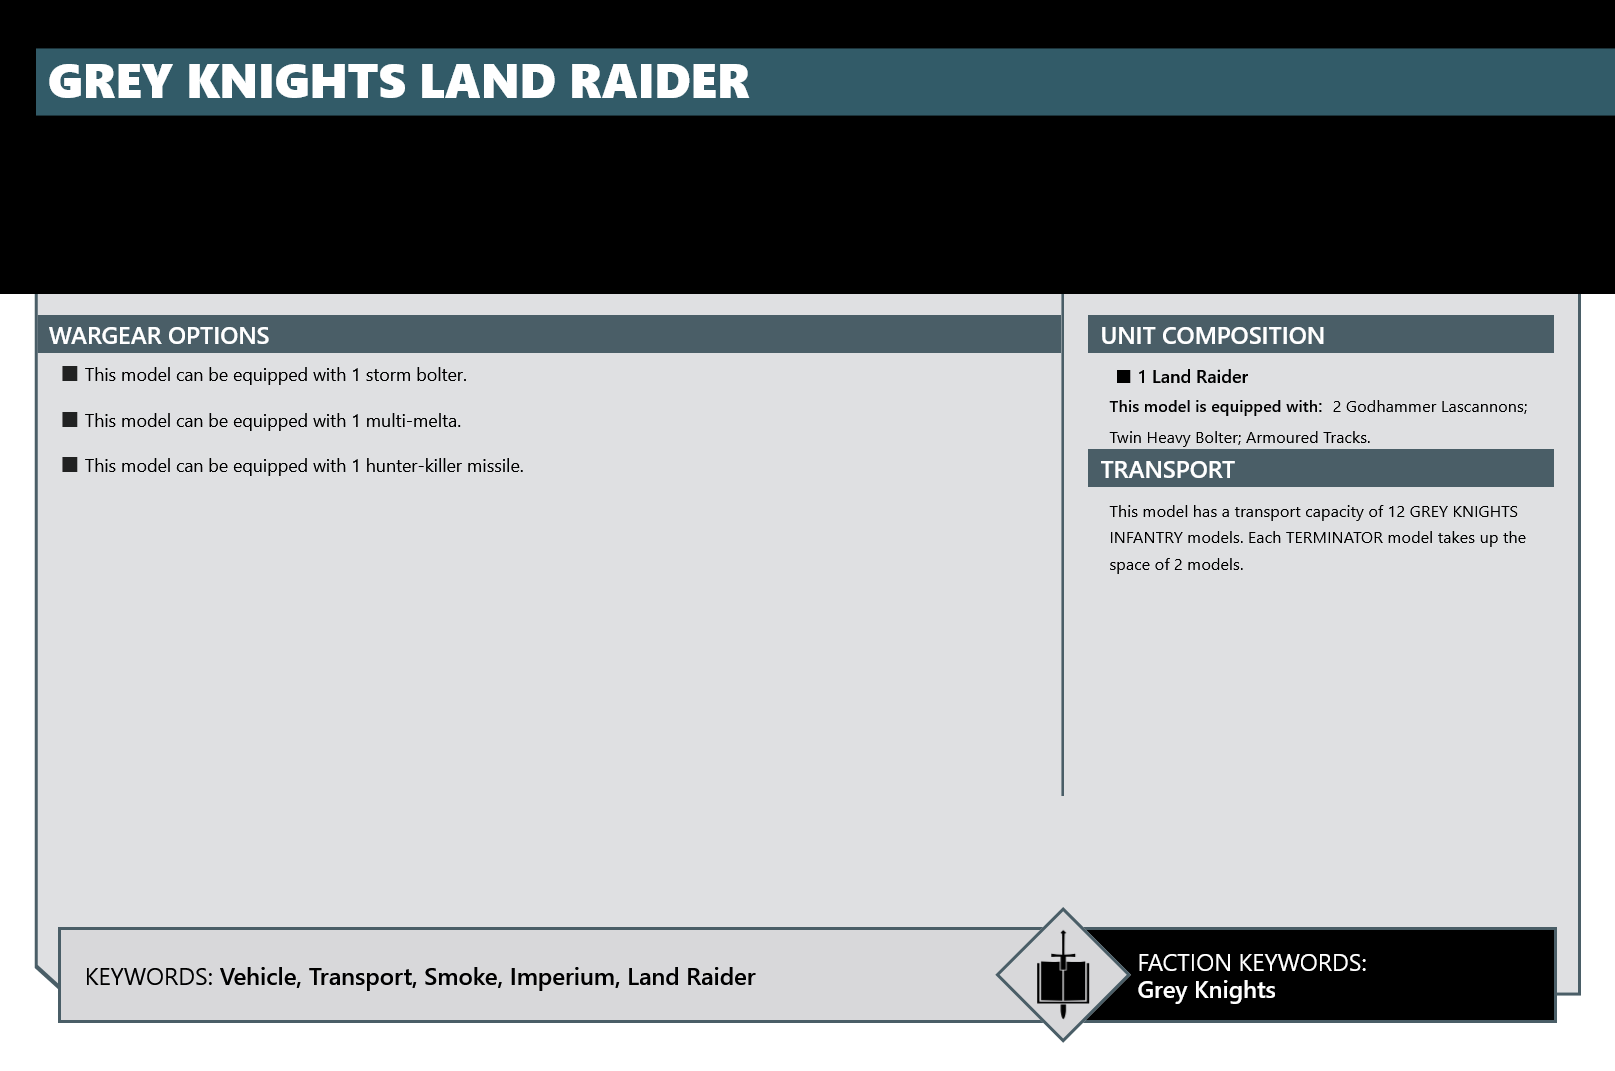 GREY KNIGHTS LAND RAIDER
WARGEAR OPTIONS
This model can be equipped with 1 storm bolter.
This model can be equipped with 1 multi-melta.
This model can be equipped with 1 hunter-killer missile.
UNIT COMPOSITION
1 Land Raider
This model is equipped with: 2 Godhammer Lascannons;
Twin Heavy Bolter; Armoured Tracks.
TRANSPORT
This model has a transport capacity of 12 GREY KNIGHTS
INFANTRY models. Each TERMINATOR model takes up the
space of 2 models.
KEYWORDS: Vehicle, Transport, Smoke, Imperium, Land Raider
FACTION KEYWORDS:
Grey Knights